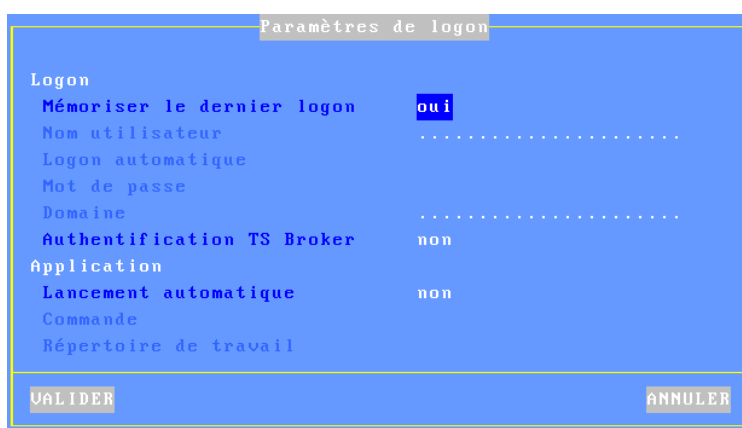 Paramètres de logon
Logon
Mémoriser le dernier logon oui
Nom utilisateur ......................
Logon automatique
Mot de passe
Domaine ......................
Authentification TS Broker non
Application
Lancement automatique non
Commande
Répertoire de travail
VALIDER ANNULER